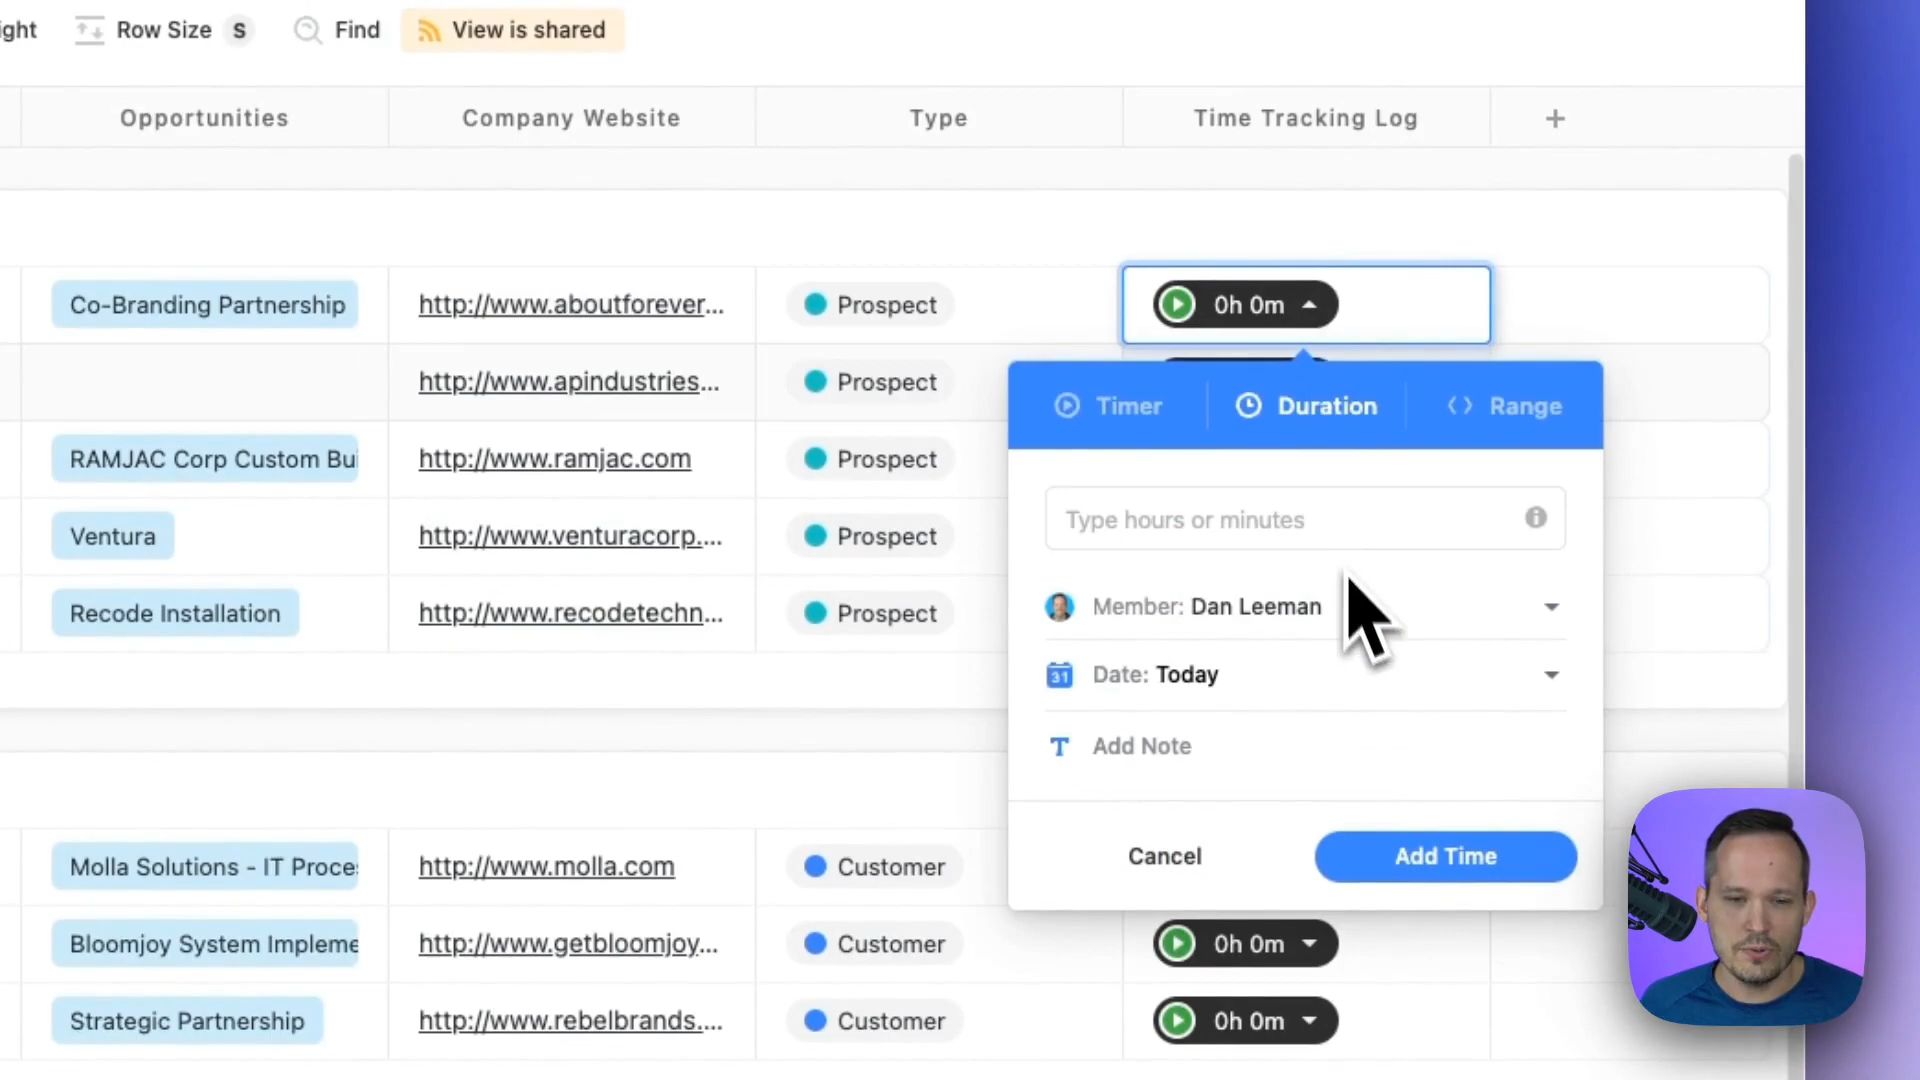 ight Row Size S Find View is shared
Opportunities Company Website Type Time Tracking Log +
Co-Branding Partnership http://www.aboutforever... Prospect 0h 0m
http://www.apindustries... Prospect
RAMJAC Corp Custom Bui http://www.ramjac.com Prospect
Ventura http://www.venturacorp.... Prospect
Recode Installation http://www.recodetechn... Prospect
Timer Duration Range
Type hours or minutes
Member: Dan Leeman
31 Date: Today
T Add Note
Cancel Add Time
Molla Solutions - IT Proce http://www.molla.com Customer
Bloomjoy System Impleme http://www.getbloomjoy... Customer 0h 0m
Strategic Partnership http://www.rebelbrands.... Customer 0h 0m